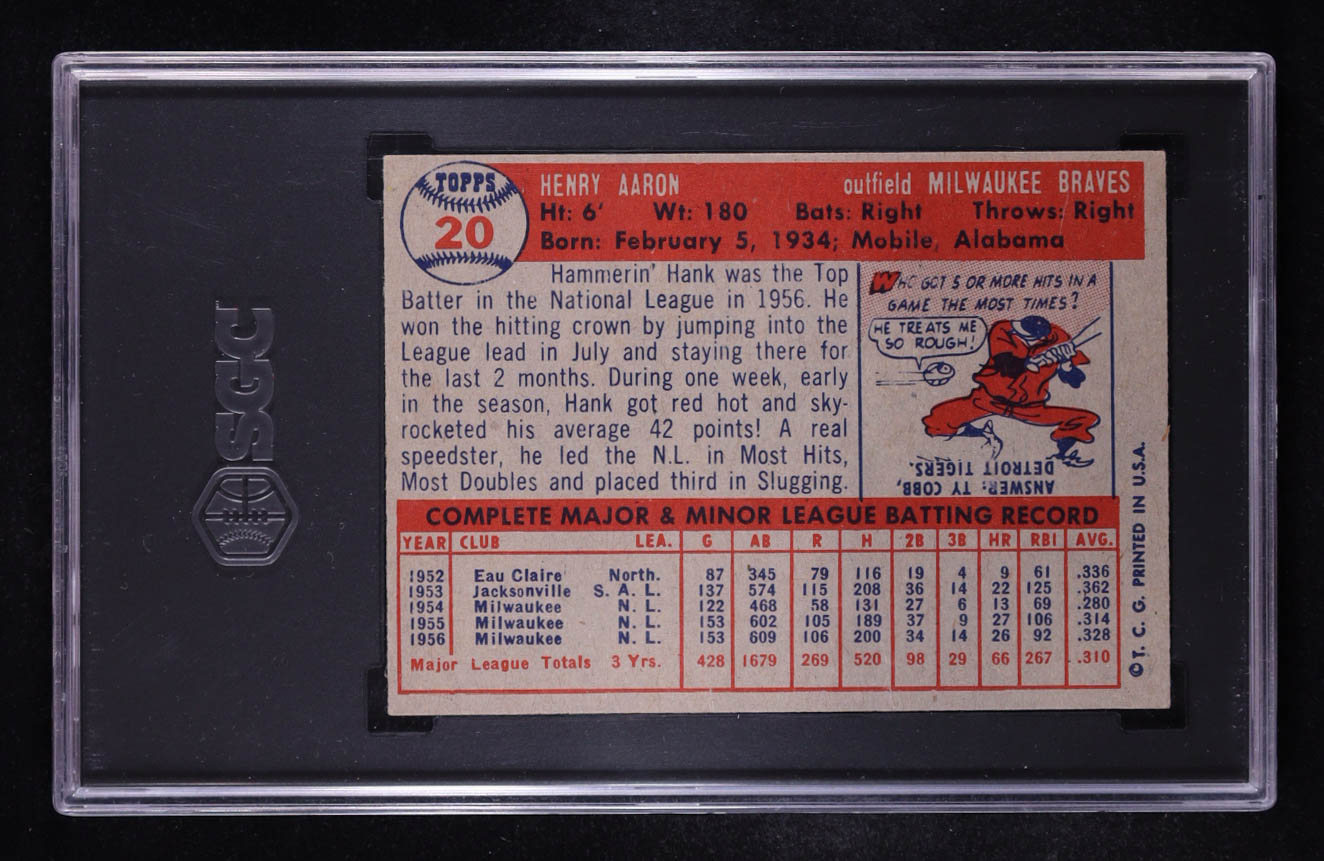 SGC
TOPPS
20
HENRY AARON outfield MILWAUKEE BRAVES
Ht: 6' Wt: 180 Bats: Right Throws: Right
Born: February 5, 1934; Mobile, Alabama
Hammerin' Hank was the Top
Batter in the National League in 1956. He
won the hitting crown by jumping into the
League lead in July and staying there for
the last 2 months. During one week, early
in the season, Hank got red hot and sky-
rocketed his average 42 points! A real
speedster, he led the N.L. in Most Hits,
Most Doubles and placed third in Slugging.
WHO GOT 5 OR MORE HITS IN A
GAME THE MOST TIMES?
HE TREATS ME
SO ROUGH!
ANSWER: TY COBB,
DETROIT TIGERS.
COMPLETE MAJOR & MINOR LEAGUE BATTING RECORD
YEAR CLUB LEA. G AB R H 2B 3B HR RBI AVG.
1952 Eau Claire North. 87 345 79 116 19 4 9 61 .336
1953 Jacksonville S. A. L. 137 574 115 208 36 14 22 125 .362
1954 Milwaukee N. L. 122 468 58 131 27 6 13 69 .280
1955 Milwaukee N. L. 153 602 105 189 37 9 27 106 .314
1956 Milwaukee N. L. 153 609 106 200 34 14 26 92 .328
Major League Totals 3 Yrs. 428 1679 269 520 98 29 66 267 .310
©T. C. G. PRINTED IN U.S.A.